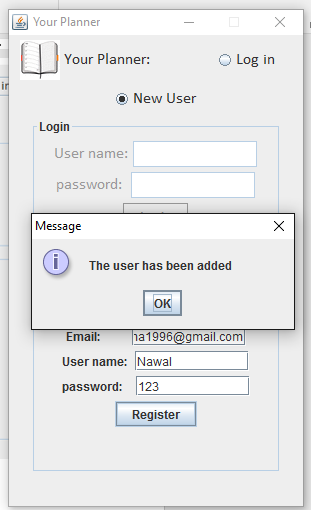 Your Planner
Your Planner:
Log in
New User
Login
User name:
password:
Message
The user has been added
OK
Email: na1996@gmail.com
User name: Nawal
password: 123
Register